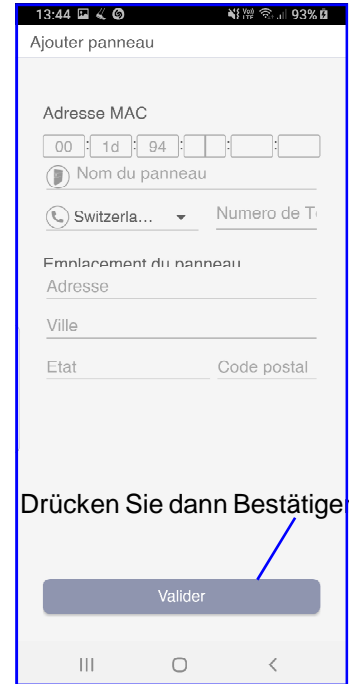 13:44 93%
Ajouter panneau
Adresse MAC
00 : 1d : 94 : : :
Nom du panneau
Switzerla... Numero de T
Emplacement du panneau
Adresse
Ville
Etat Code postal
Drücken Sie dann Bestätige
Valider